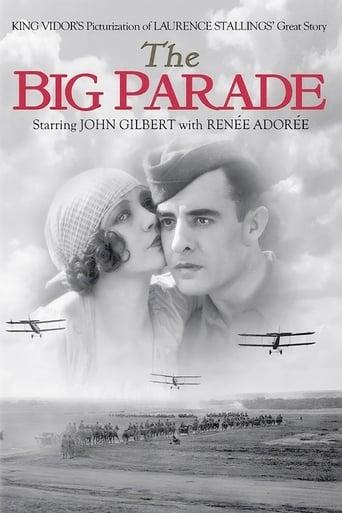 KING VIDOR'S Picturization of LAURENCE STALLINGS' Great Story
The
BIG PARADE
Starring JOHN GILBERT with RENÉE ADORÉE